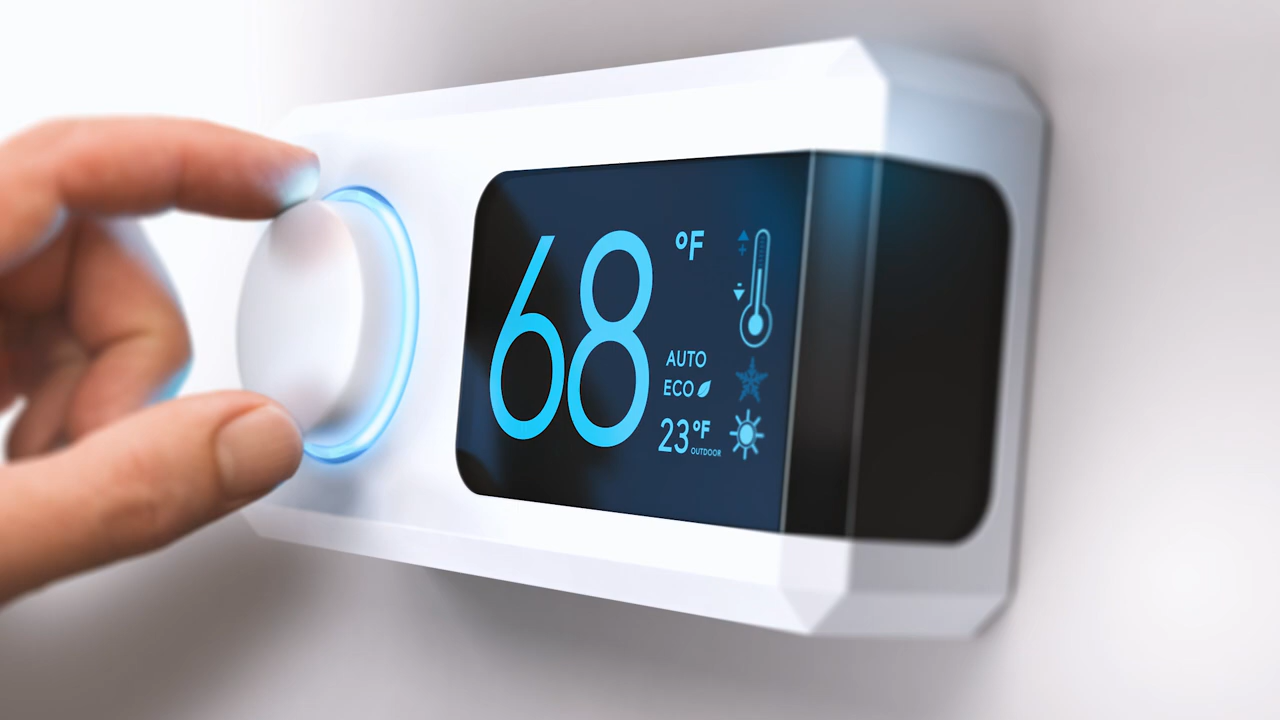 68 °F
AUTO
ECO
23 °F
OUTDOOR